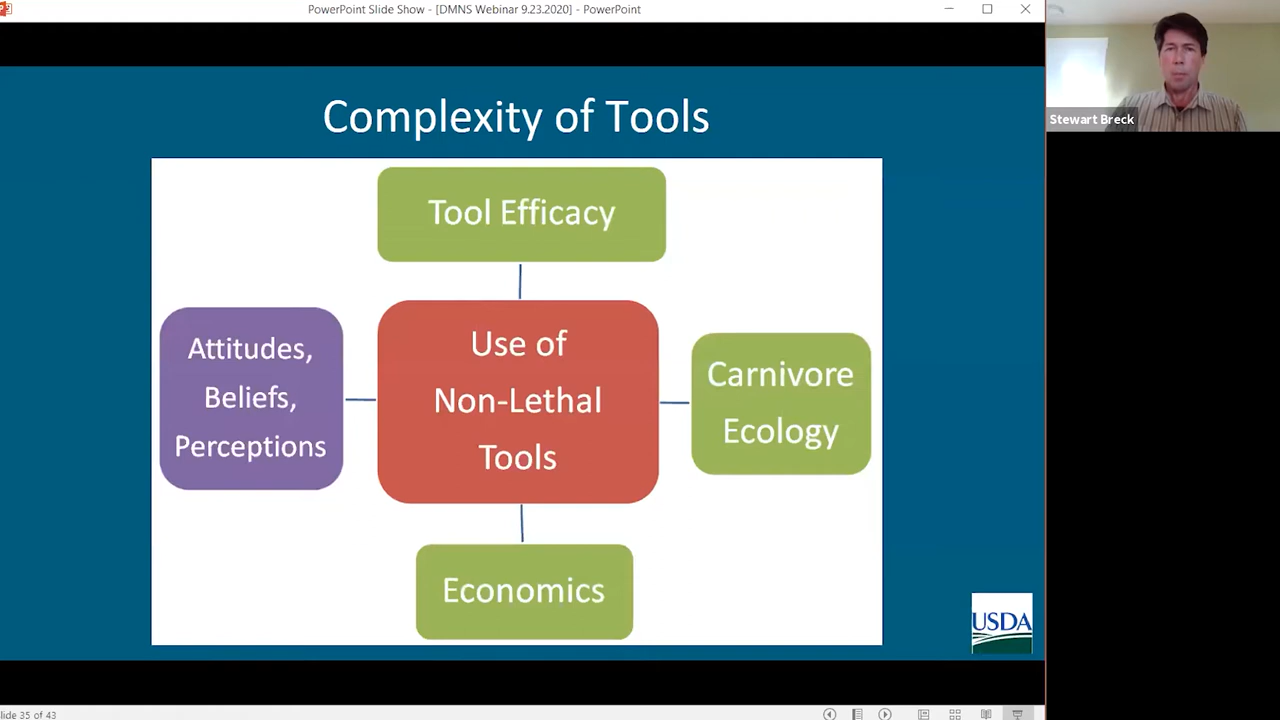 PowerPoint Slide Show - [DMNS Webinar 9.23.2020] - PowerPoint
Stewart Breck
Complexity of Tools
Tool Efficacy
Attitudes,
Beliefs,
Perceptions
Use of
Non-Lethal
Tools
Carnivore
Ecology
Economics
USDA
Slide 35 of 43